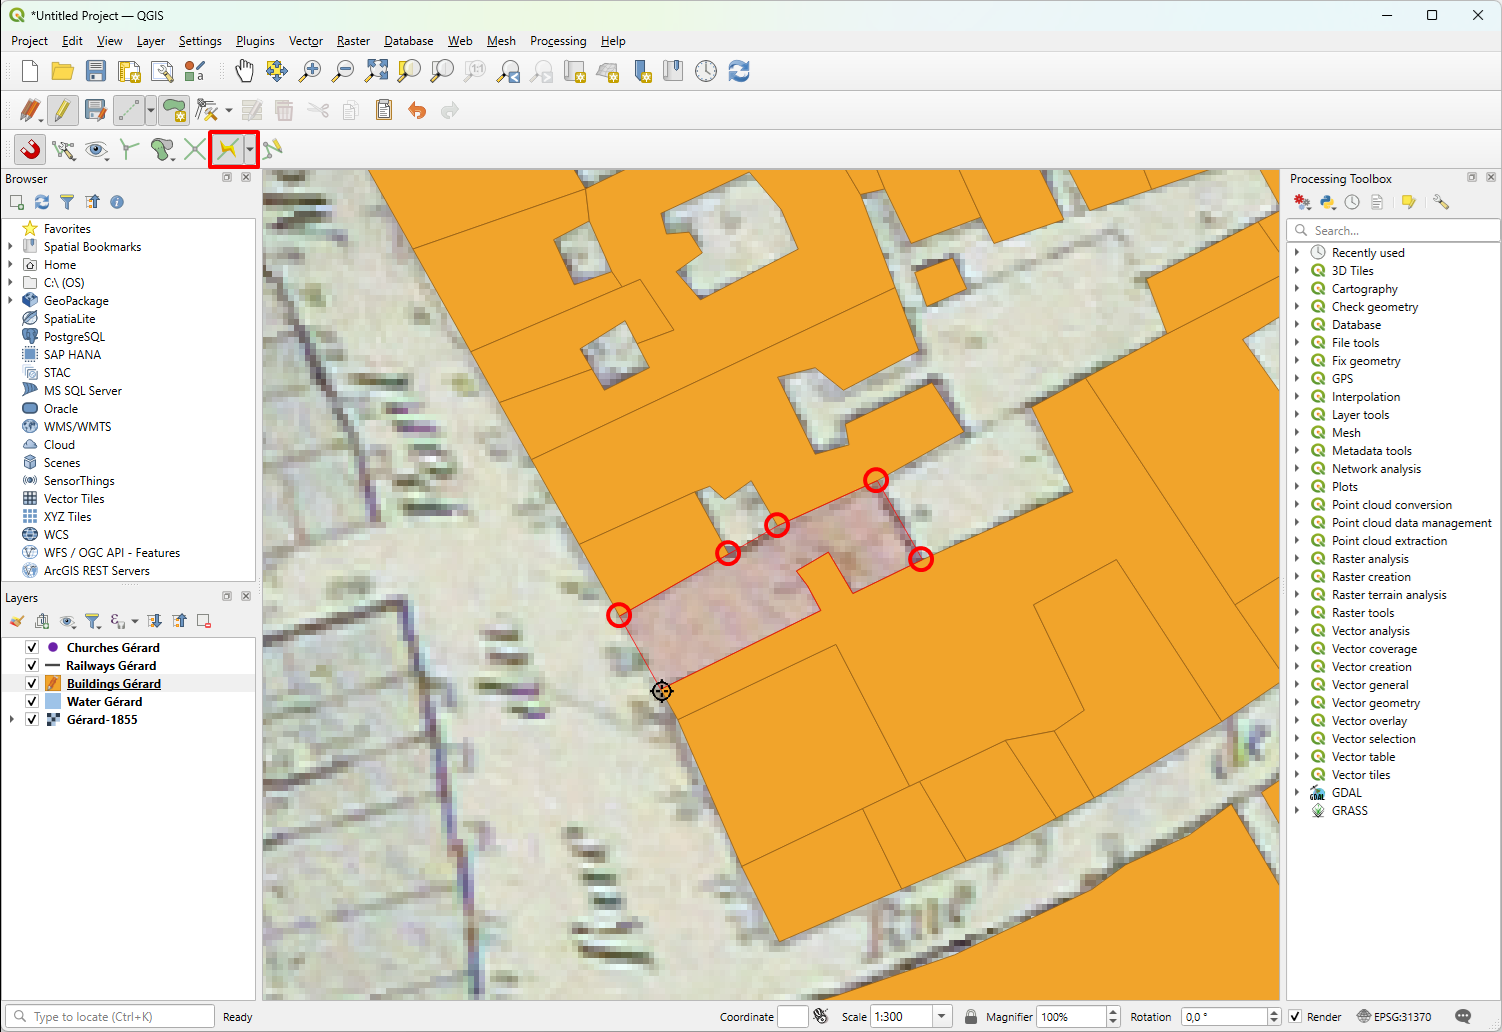 *Untitled Project — QGIS
Project Edit View Layer Settings Plugins Vector Raster Database Web Mesh Processing Help
1:1
a
Browser
Favorites
Spatial Bookmarks
Home
C:\ (OS)
GeoPackage
SpatiaLite
PostgreSQL
SAP HANA
STAC
MS SQL Server
Oracle
WMS/WMTS
Cloud
Scenes
SensorThings
Vector Tiles
XYZ Tiles
WCS
WFS / OGC API - Features
ArcGIS REST Servers
Layers
Churches Gérard
Railways Gérard
Buildings Gérard
Water Gérard
Gérard-1855
Rue
Processing Toolbox
Search...
Recently used
3D Tiles
Cartography
Check geometry
Database
File tools
Fix geometry
GPS
Interpolation
Layer tools
Mesh
Metadata tools
Network analysis
Plots
Point cloud conversion
Point cloud data management
Point cloud extraction
Raster analysis
Raster creation
Raster terrain analysis
Raster tools
Vector analysis
Vector coverage
Vector creation
Vector general
Vector geometry
Vector overlay
Vector selection
Vector table
Vector tiles
GDAL
GRASS
Type to locate (Ctrl+K) Ready Coordinate Scale 1:300 Magnifier 100% Rotation 0,0 ° Render EPSG:31370